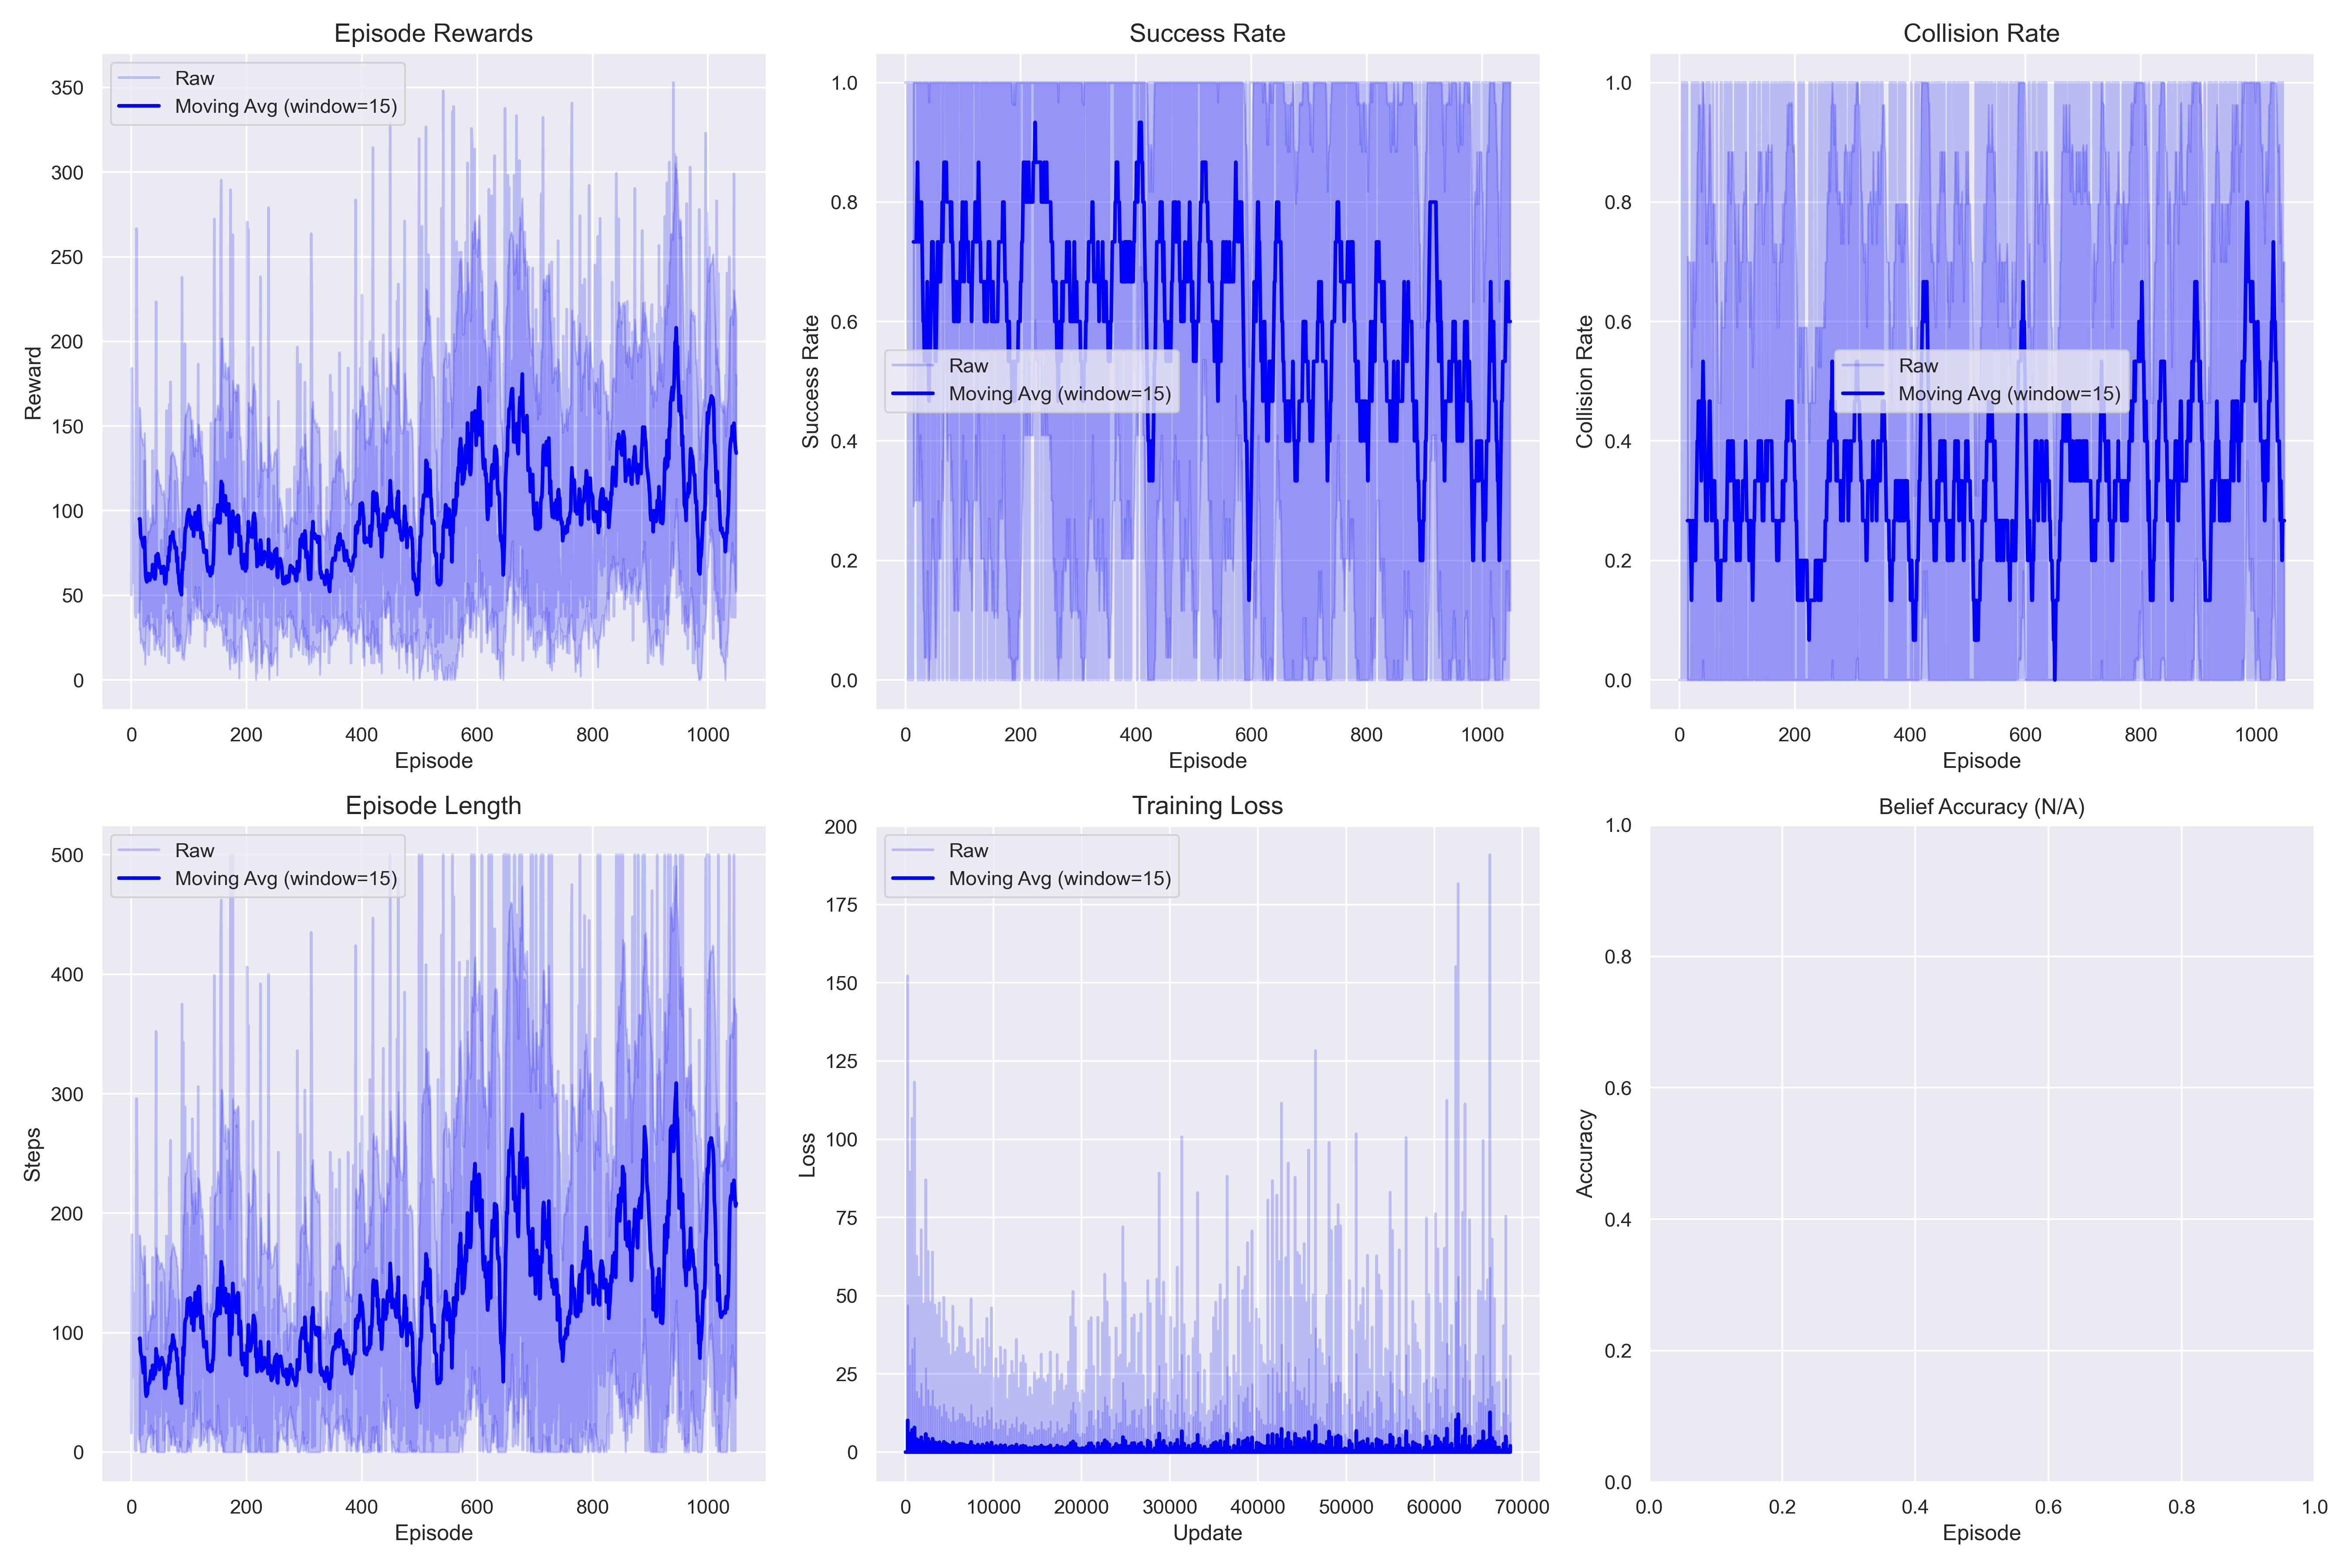 Episode Rewards
Raw
Moving Avg (window=15)
350
300
250
200
150
100
50
0
Reward
0 200 400 600 800 1000
Episode
Success Rate
Raw
Moving Avg (window=15)
1.0
0.8
0.6
0.4
0.2
0.0
Success Rate
0 200 400 600 800 1000
Episode
Collision Rate
Raw
Moving Avg (window=15)
1.0
0.8
0.6
0.4
0.2
0.0
Collision Rate
0 200 400 600 800 1000
Episode
Episode Length
Raw
Moving Avg (window=15)
500
400
300
200
100
0
Steps
0 200 400 600 800 1000
Episode
Training Loss
Raw
Moving Avg (window=15)
200
175
150
125
100
75
50
25
0
Loss
0 10000 20000 30000 40000 50000 60000 70000
Update
Belief Accuracy (N/A)
1.0
0.8
0.6
0.4
0.2
0.0
Accuracy
0.0 0.2 0.4 0.6 0.8 1.0
Episode